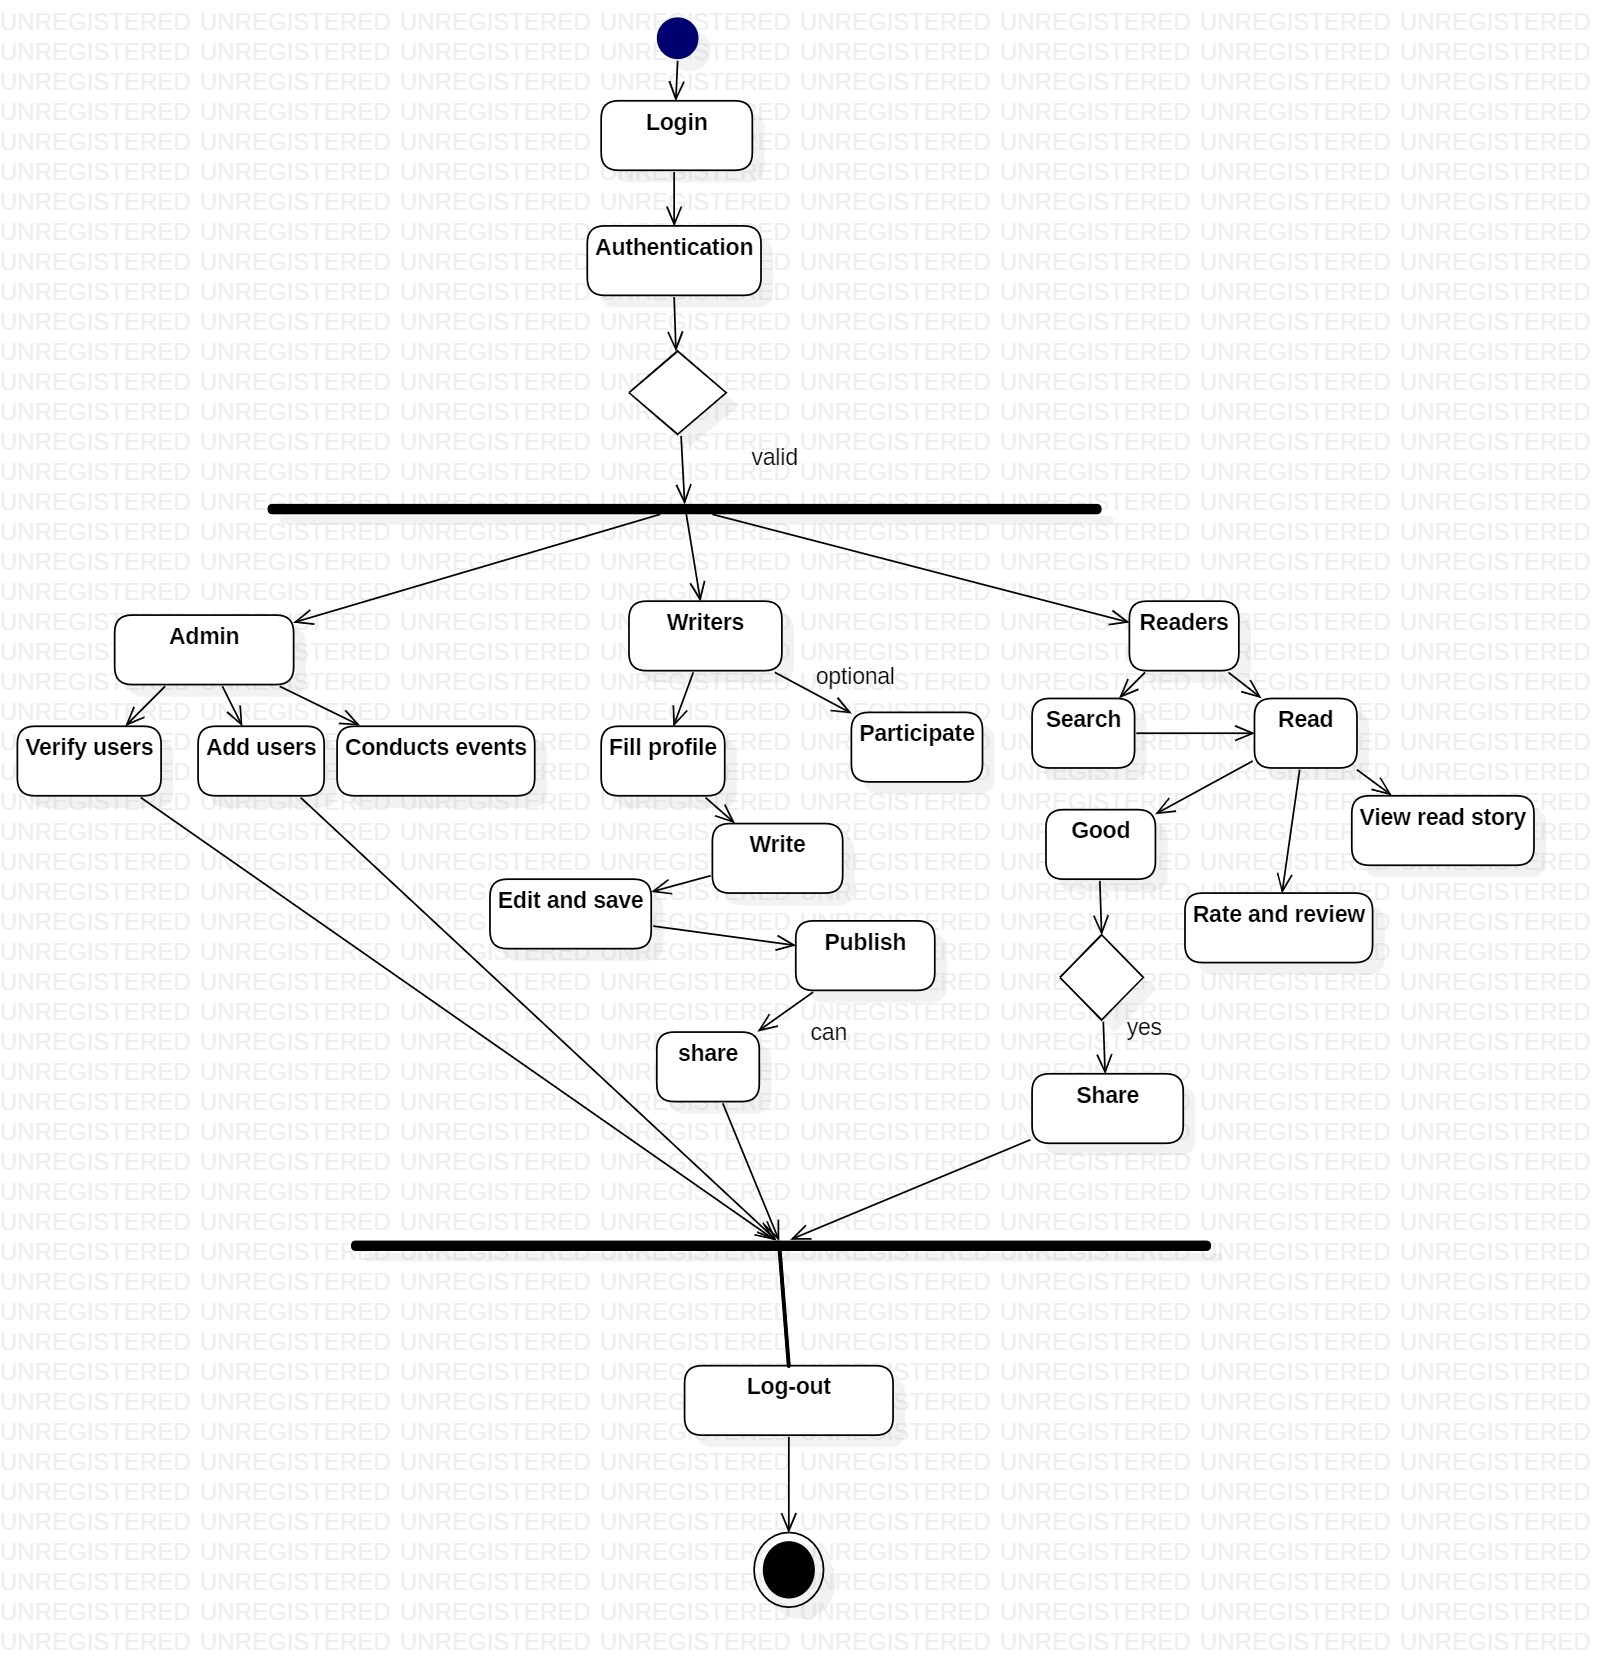 Login
Authentication
valid
Admin
Writers
Readers
optional
Verify users
Add users
Conducts events
Fill profile
Participate
Search
Read
Write
Good
View read story
Edit and save
Publish
Rate and review
share
can
yes
Share
Log-out
UNREGISTERED